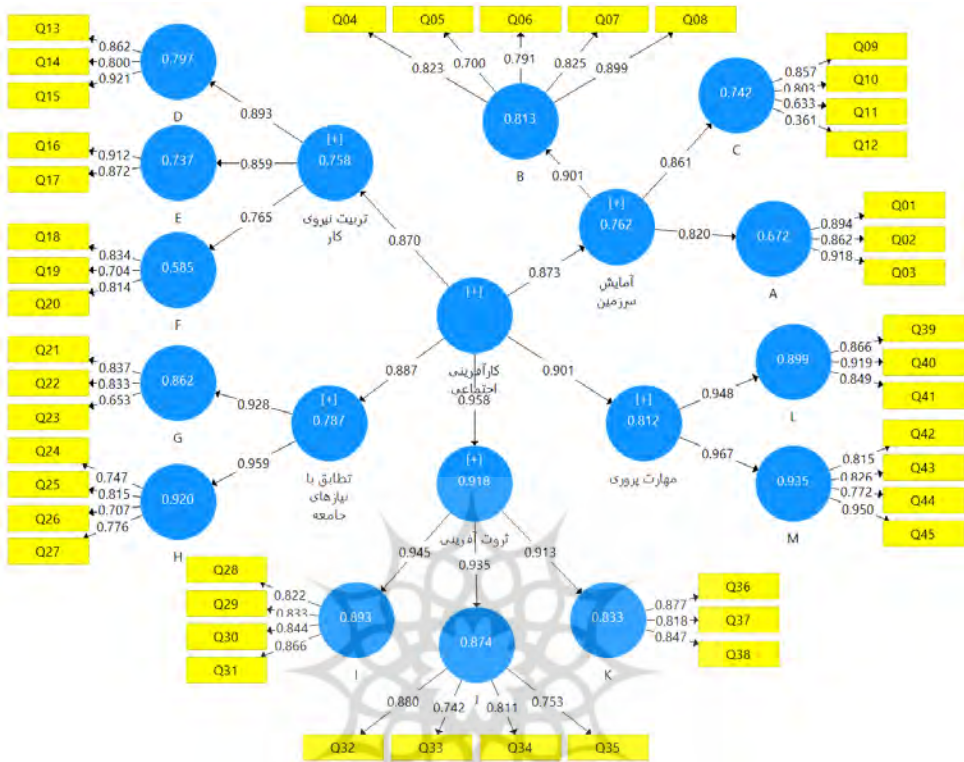 Q04
Q05
Q06
Q07
Q08
0.823
0.700
0.791
0.825
0.899
0.813
B
Q13
Q14
Q15
0.862
0.800
0.921
0.797
D
Q16
Q17
0.912
0.872
0.737
E
Q18
Q19
Q20
0.834
0.704
0.814
0.585
F
0.893
0.859
0.765
[+]
0.758
تربیت نیروی
کار
0.870
Q09
Q10
Q11
Q12
0.857
0.803
0.633
0.361
0.742
C
Q01
Q02
Q03
0.894
0.862
0.918
0.672
A
0.901
0.861
0.820
[+]
0.762
آمایش
سرزمین
0.873
[+]
کارآفرینی
اجتماعی
0.887
0.958
0.901
Q21
Q22
Q23
0.837
0.833
0.653
0.862
G
Q24
Q25
Q26
Q27
0.747
0.815
0.707
0.776
0.920
H
0.928
0.959
[+]
0.787
تطابق با
نیازهای
جامعه
Q39
Q40
Q41
0.866
0.919
0.849
0.899
L
Q42
Q43
Q44
Q45
0.815
0.826
0.772
0.950
0.935
M
0.948
0.967
[+]
0.812
مهارت پروری
[+]
0.918
ثروت آفرینی
0.945
0.935
0.913
Q28
Q29
Q30
Q31
0.822
0.833
0.844
0.866
0.893
I
0.874
J
0.880
0.742
0.811
0.753
Q32
Q33
Q34
Q35
0.833
K
0.877
0.818
0.847
Q36
Q37
Q38